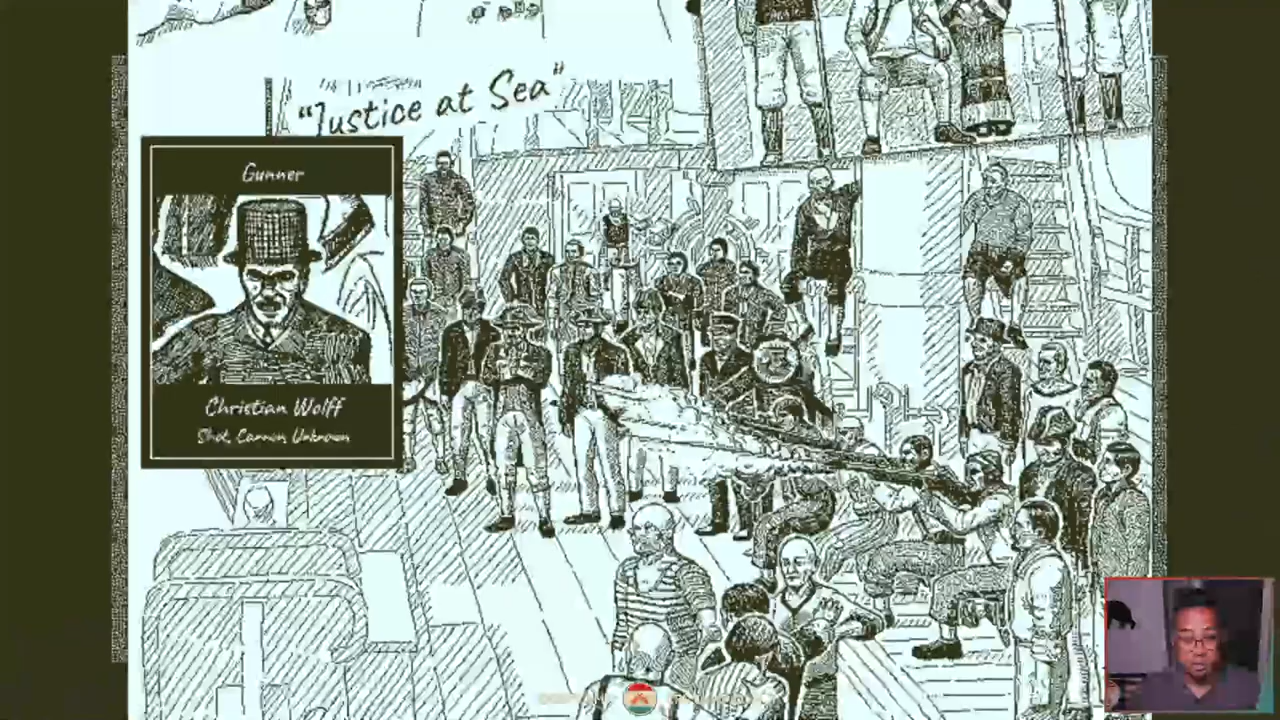 "Justice at Sea"
Gunner
Christian Wolff
Shot, Cannon Unknown